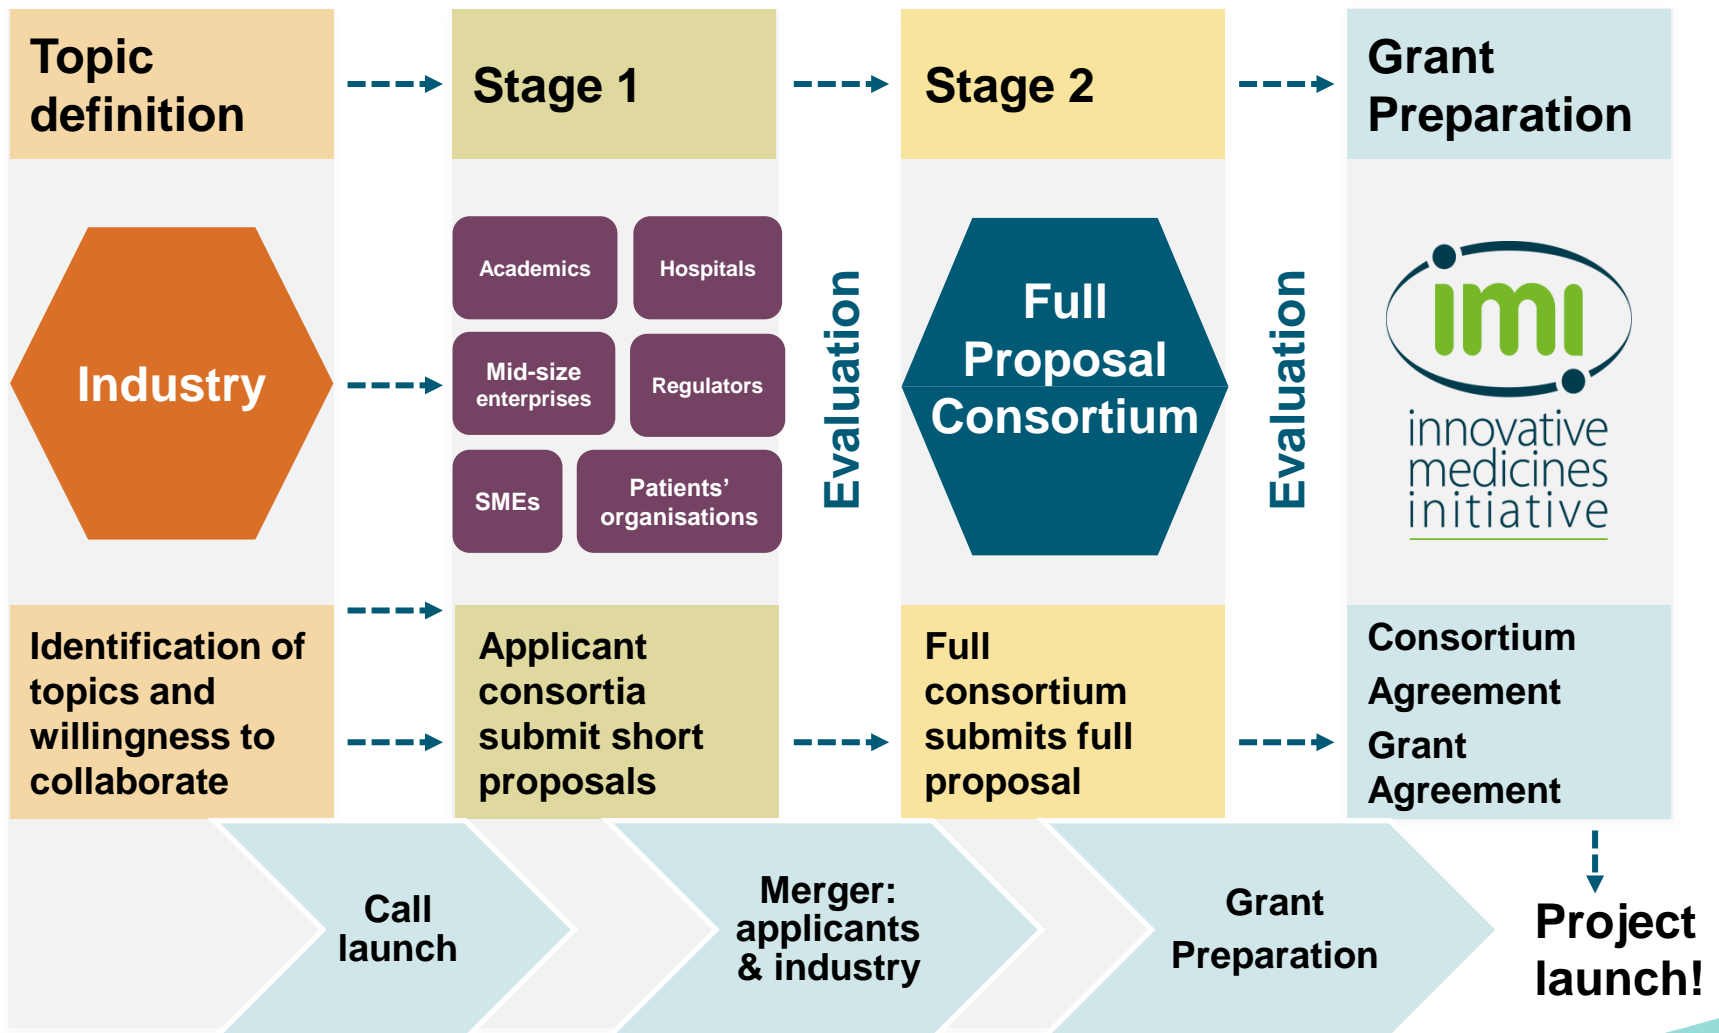 Topic
definition
Stage 1
Stage 2
Grant
Preparation
Industry
Academics
Hospitals
Mid-size
enterprises
Regulators
SMEs
Patients’
organisations
Evaluation
Full
Proposal
Consortium
Evaluation
imi
innovative
medicines
initiative
Identification of
topics and
willingness to
collaborate
Applicant
consortia
submit short
proposals
Full
consortium
submits full
proposal
Consortium
Agreement
Grant
Agreement
Call
launch
Merger:
applicants
& industry
Grant
Preparation
Project
launch!